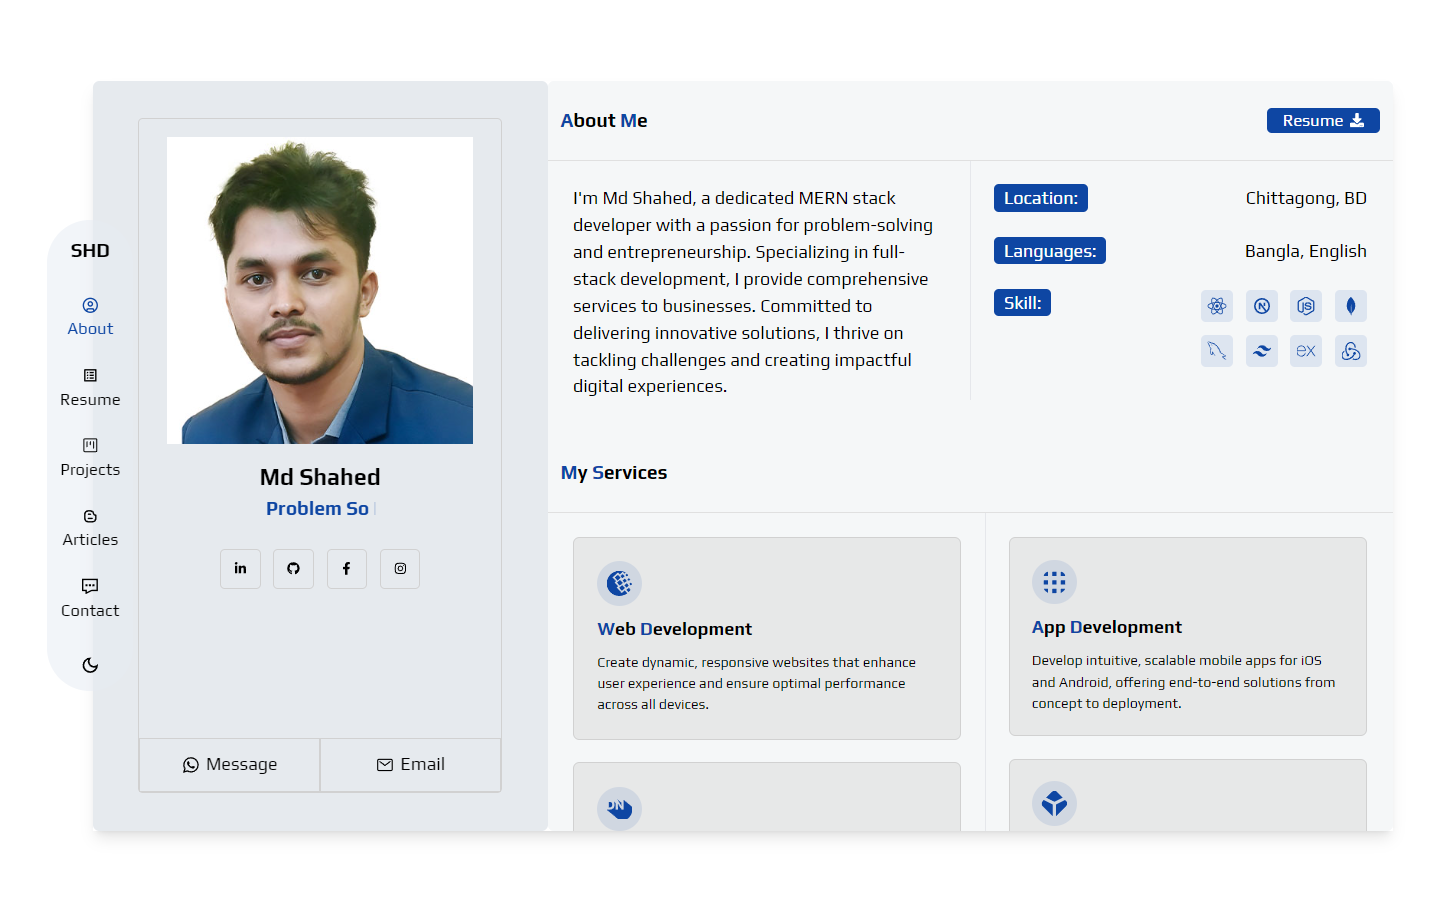 SHD
About
Resume
Projects
Articles
Contact
Md Shahed
Problem So
Message
Email
About Me
Resume
I'm Md Shahed, a dedicated MERN stack
developer with a passion for problem-solving
and entrepreneurship. Specializing in full-
stack development, I provide comprehensive
services to businesses. Committed to
delivering innovative solutions, I thrive on
tackling challenges and creating impactful
digital experiences.
Location:
Chittagong, BD
Languages:
Bangla, English
Skill:
JS
ex
My Services
Web Development
Create dynamic, responsive websites that enhance
user experience and ensure optimal performance
across all devices.
App Development
Develop intuitive, scalable mobile apps for iOS
and Android, offering end-to-end solutions from
concept to deployment.
DN